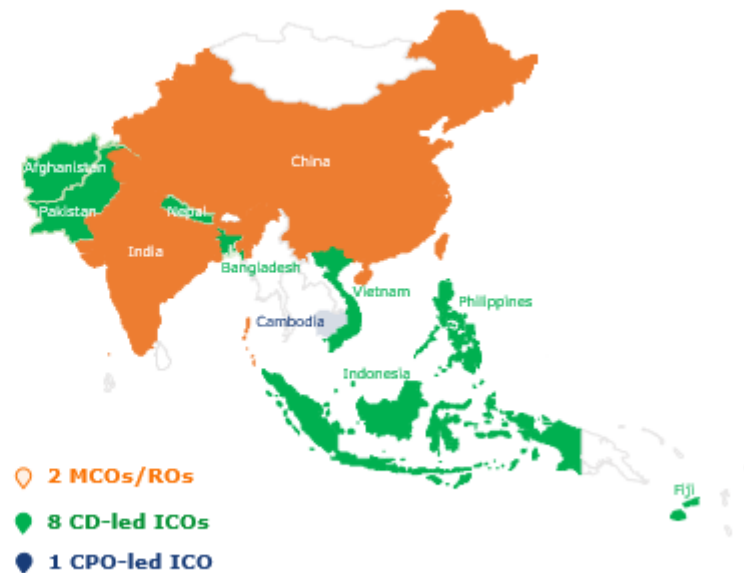 China
Afghanistan
Pakistan
Nepal
India
Bangladesh
Vietnam
Philippines
Cambodia
Indonesia
Fiji
2 MCOs/ROs
8 CD-led ICOs
1 CPO-led ICO